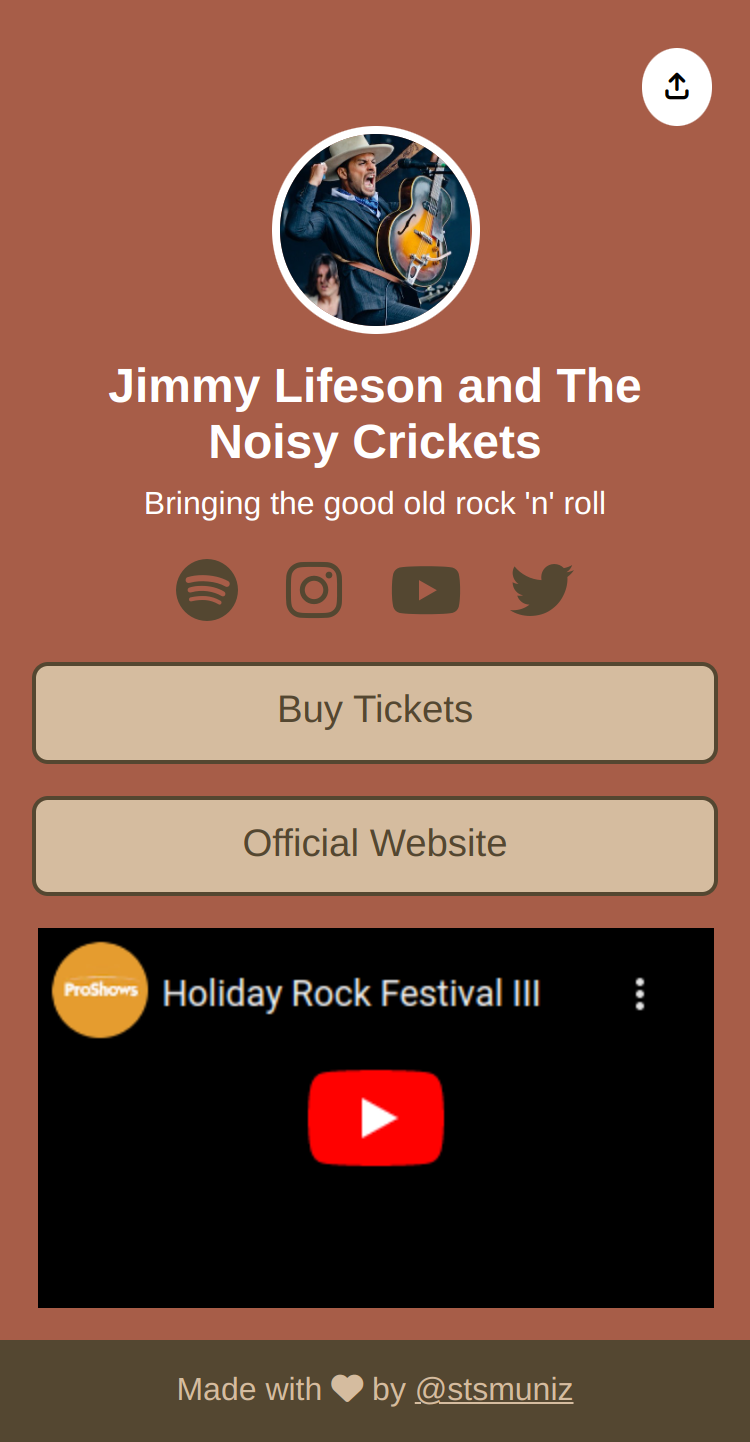 Jimmy Lifeson and The
Noisy Crickets
Bringing the good old rock 'n' roll
Buy Tickets
Official Website
ProShows
Holiday Rock Festival III
Made with by @stsmuniz